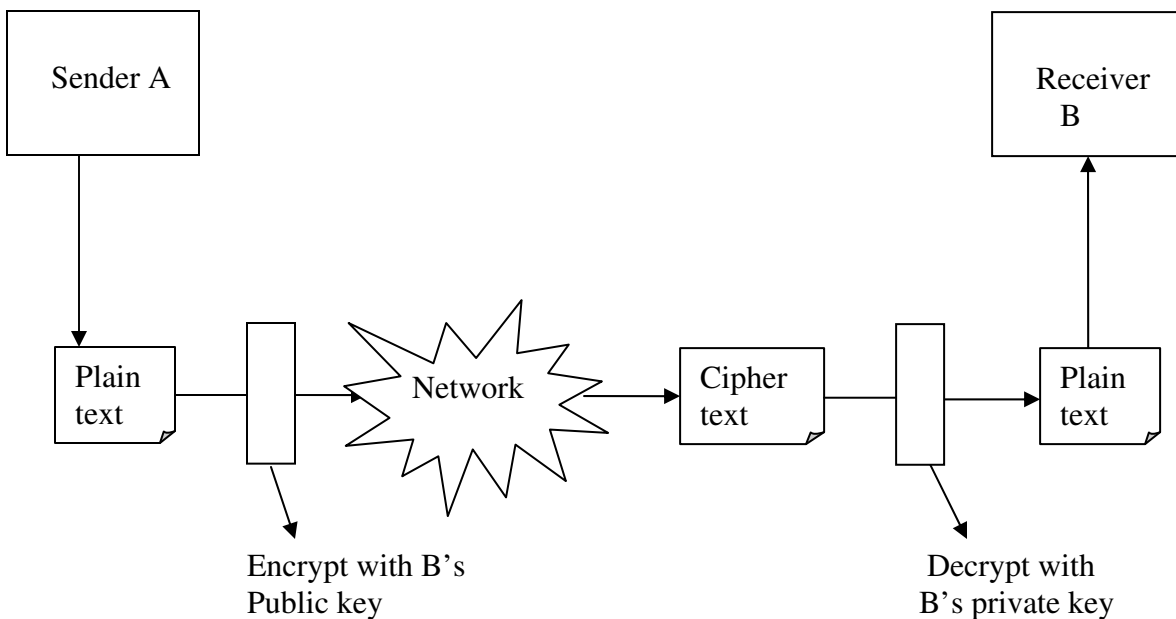 Sender A
Receiver
B
Plain
text
Network
Cipher
text
Plain
text
Encrypt with B’s
Public key
Decrypt with
B’s private key